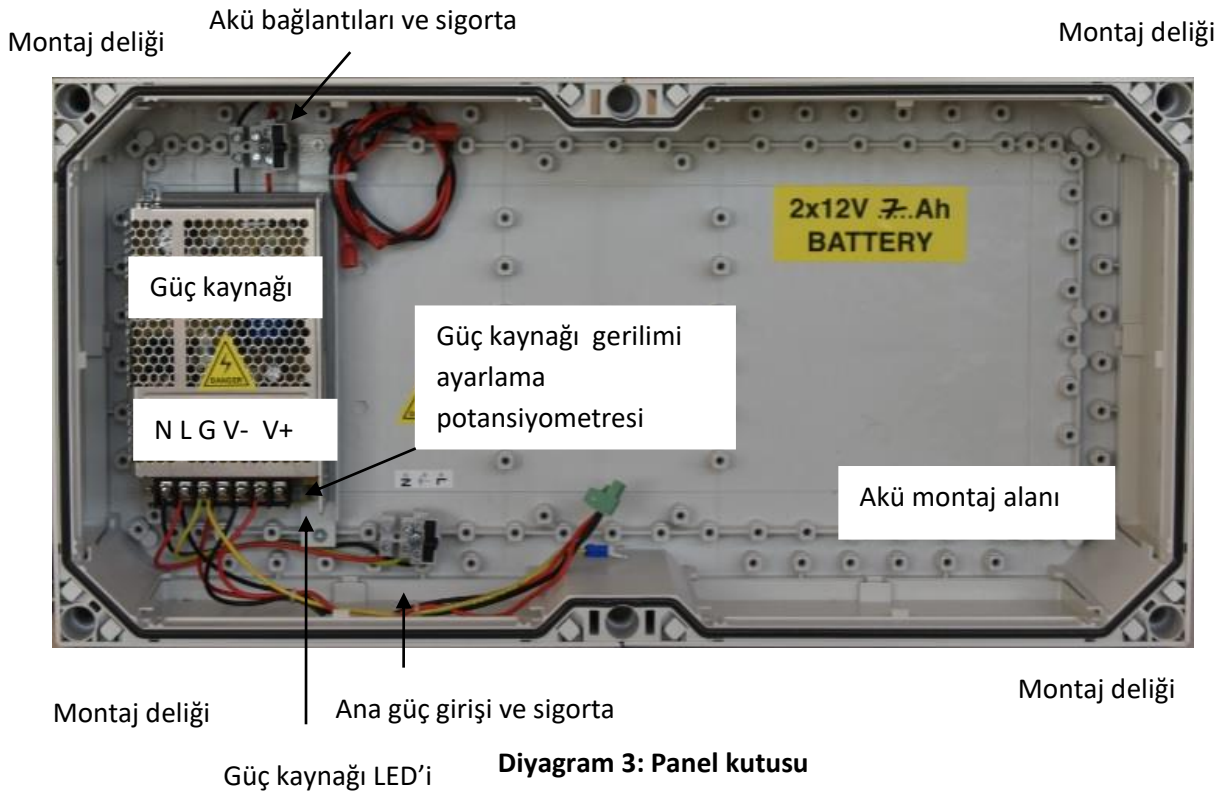 Akü bağlantıları ve sigorta
Montaj deliği
Montaj deliği
2x12V .7..Ah
BATTERY
Güç kaynağı
DANGER
Güç kaynağı gerilimi
ayarlama
potansiyometresi
N L G V- V+
Akü montaj alanı
N L
Montaj deliği
Montaj deliği
Ana güç girişi ve sigorta
Güç kaynağı LED’i
Diyagram 3: Panel kutusu